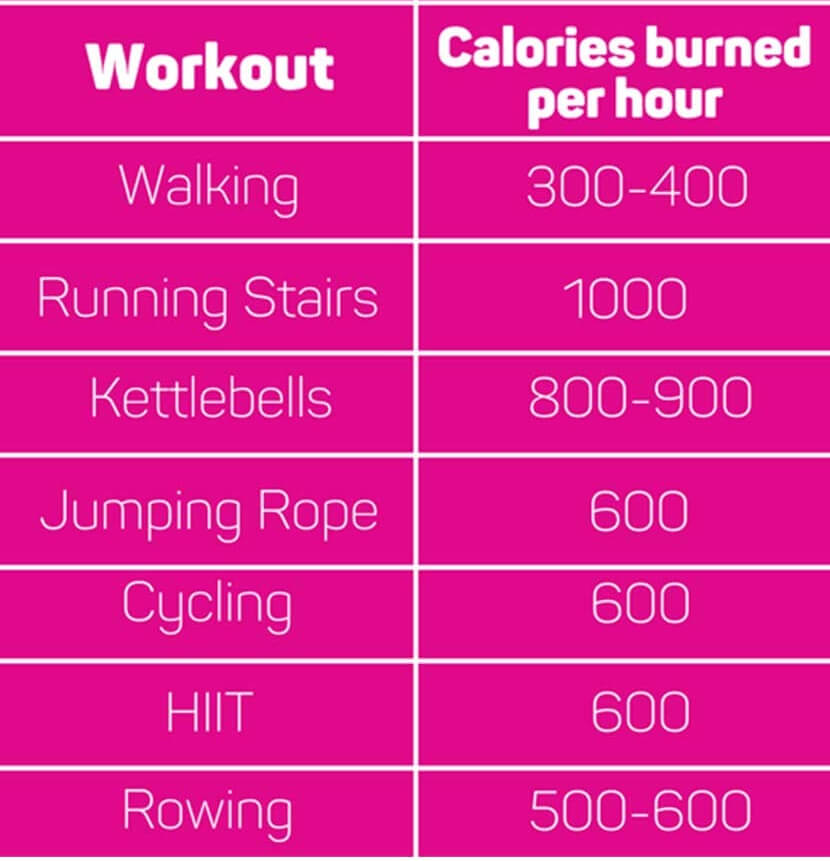 Workout
Calories burned
per hour
Walking
300-400
Running Stairs
1000
Kettlebells
800-900
Jumping Rope
600
Cycling
600
HIIT
600
Rowing
500-600